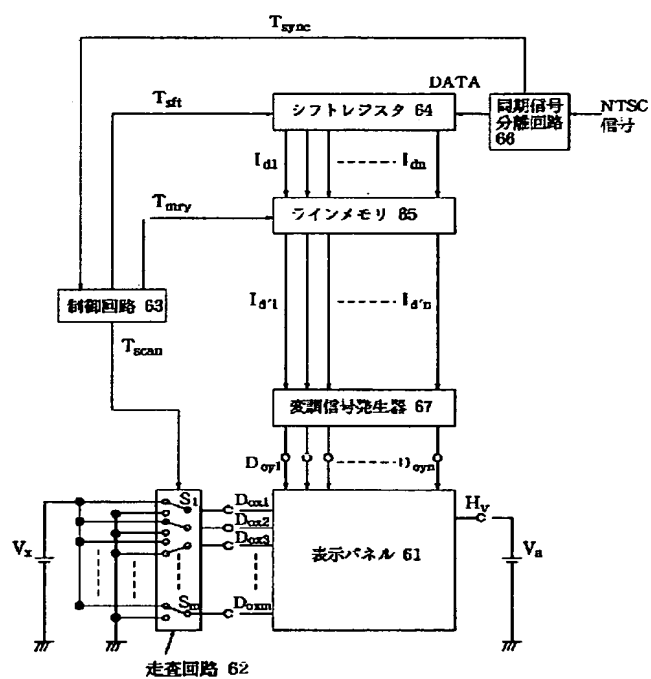 Tsync
DATA
Tsft
シフトレジスタ 64
同期信号
分離回路
66
NTSC
信号
Id1
Idn
Tmry
ラインメモリ 65
制御回路 63
Id'1
Id'n
Tscan
変調信号発生器 67
Doy1
Doyn
S1
Dox1
Dox2
Dox3
Hv
Vx
表示パネル 61
Va
Sm
Doxm
走査回路 62